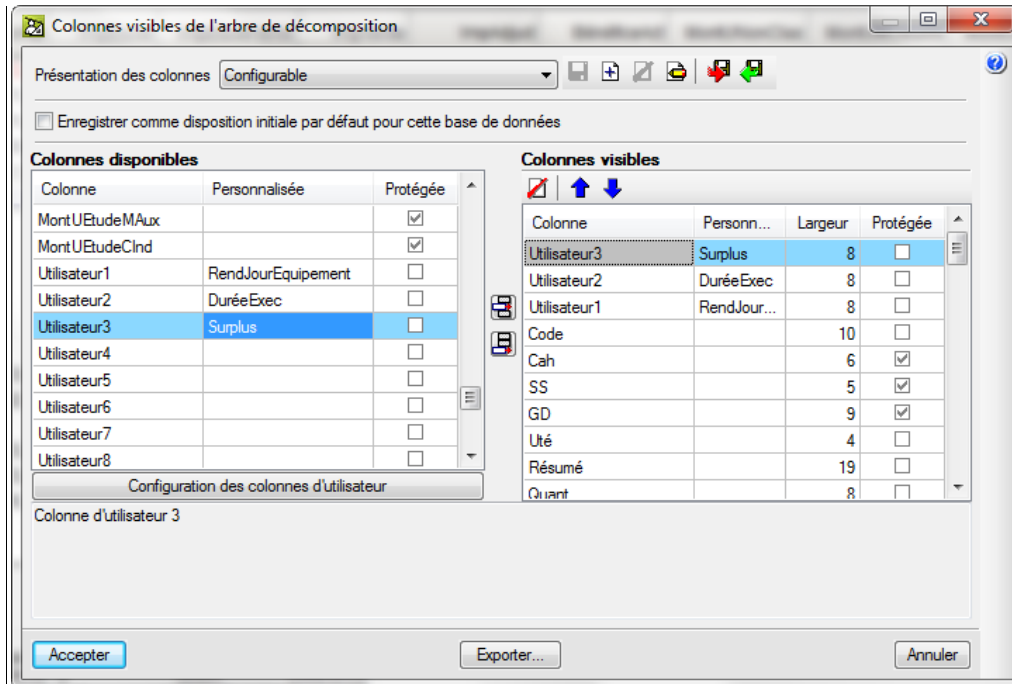 Colonnes visibles de l'arbre de décomposition
Présentation des colonnes Configurable
Enregistrer comme disposition initiale par défaut pour cette base de données
Colonnes disponibles
Colonne Personnalisée Protégée
MontUEtudeMAux
MontUEtudeCInd
Utilisateur1 RendJourEquipement
Utilisateur2 DuréeExec
Utilisateur3 Surplus
Utilisateur4
Utilisateur5
Utilisateur6
Utilisateur7
Utilisateur8
Configuration des colonnes d'utilisateur
Colonnes visibles
Colonne Personn... Largeur Protégée
Utilisateur3 Surplus 8
Utilisateur2 DuréeExec 8
Utilisateur1 RendJour... 8
Code 10
Cah 6
SS 5
GD 9
Uté 4
Résumé 19
Quant 8
Colonne d'utilisateur 3
Accepter Exporter... Annuler